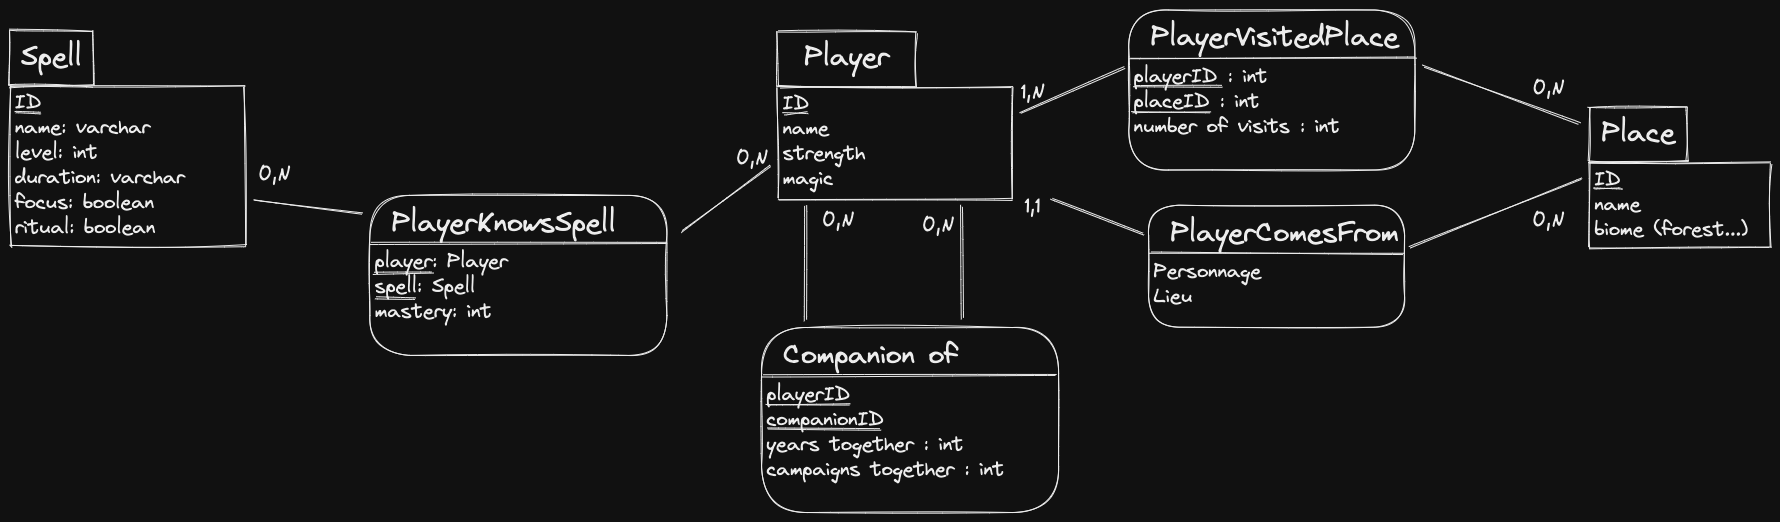 Spell
ID
name: varchar
level: int
duration: varchar
focus: boolean
ritual: boolean
0,N
PlayerKnowsSpell
player: Player
spell: Spell
mastery: int
0,N
Player
ID
name
strength
magic
0,N
0,N
Companion of
playerID
companionID
years together : int
campaigns together : int
1,N
PlayerVisitedPlace
playerID : int
placeID : int
number of visits : int
0,N
1,1
PlayerComesFrom
Personnage
Lieu
0,N
Place
ID
name
biome (forest...)